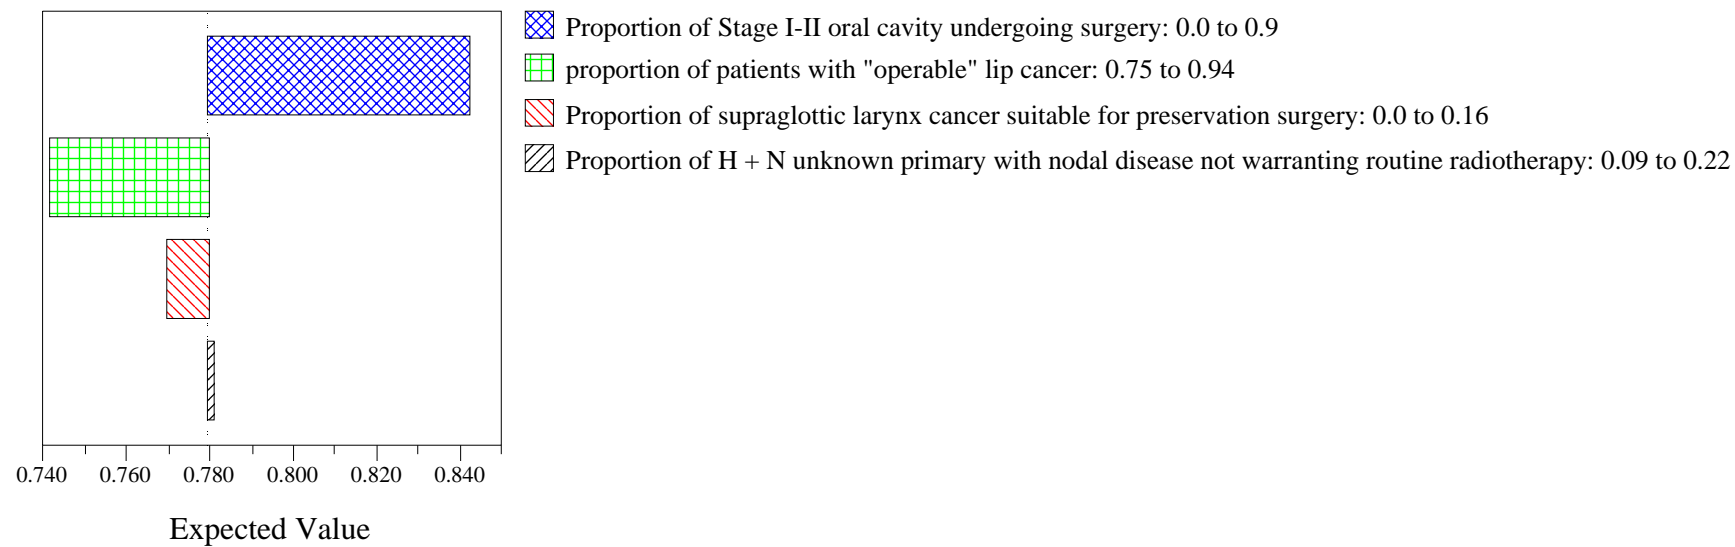 Proportion of Stage I-II oral cavity undergoing surgery: 0.0 to 0.9
proportion of patients with "operable" lip cancer: 0.75 to 0.94
Proportion of supraglottic larynx cancer suitable for preservation surgery: 0.0 to 0.16
Proportion of H + N unknown primary with nodal disease not warranting routine radiotherapy: 0.09 to 0.22
0.740 0.760 0.780 0.800 0.820 0.840
Expected Value